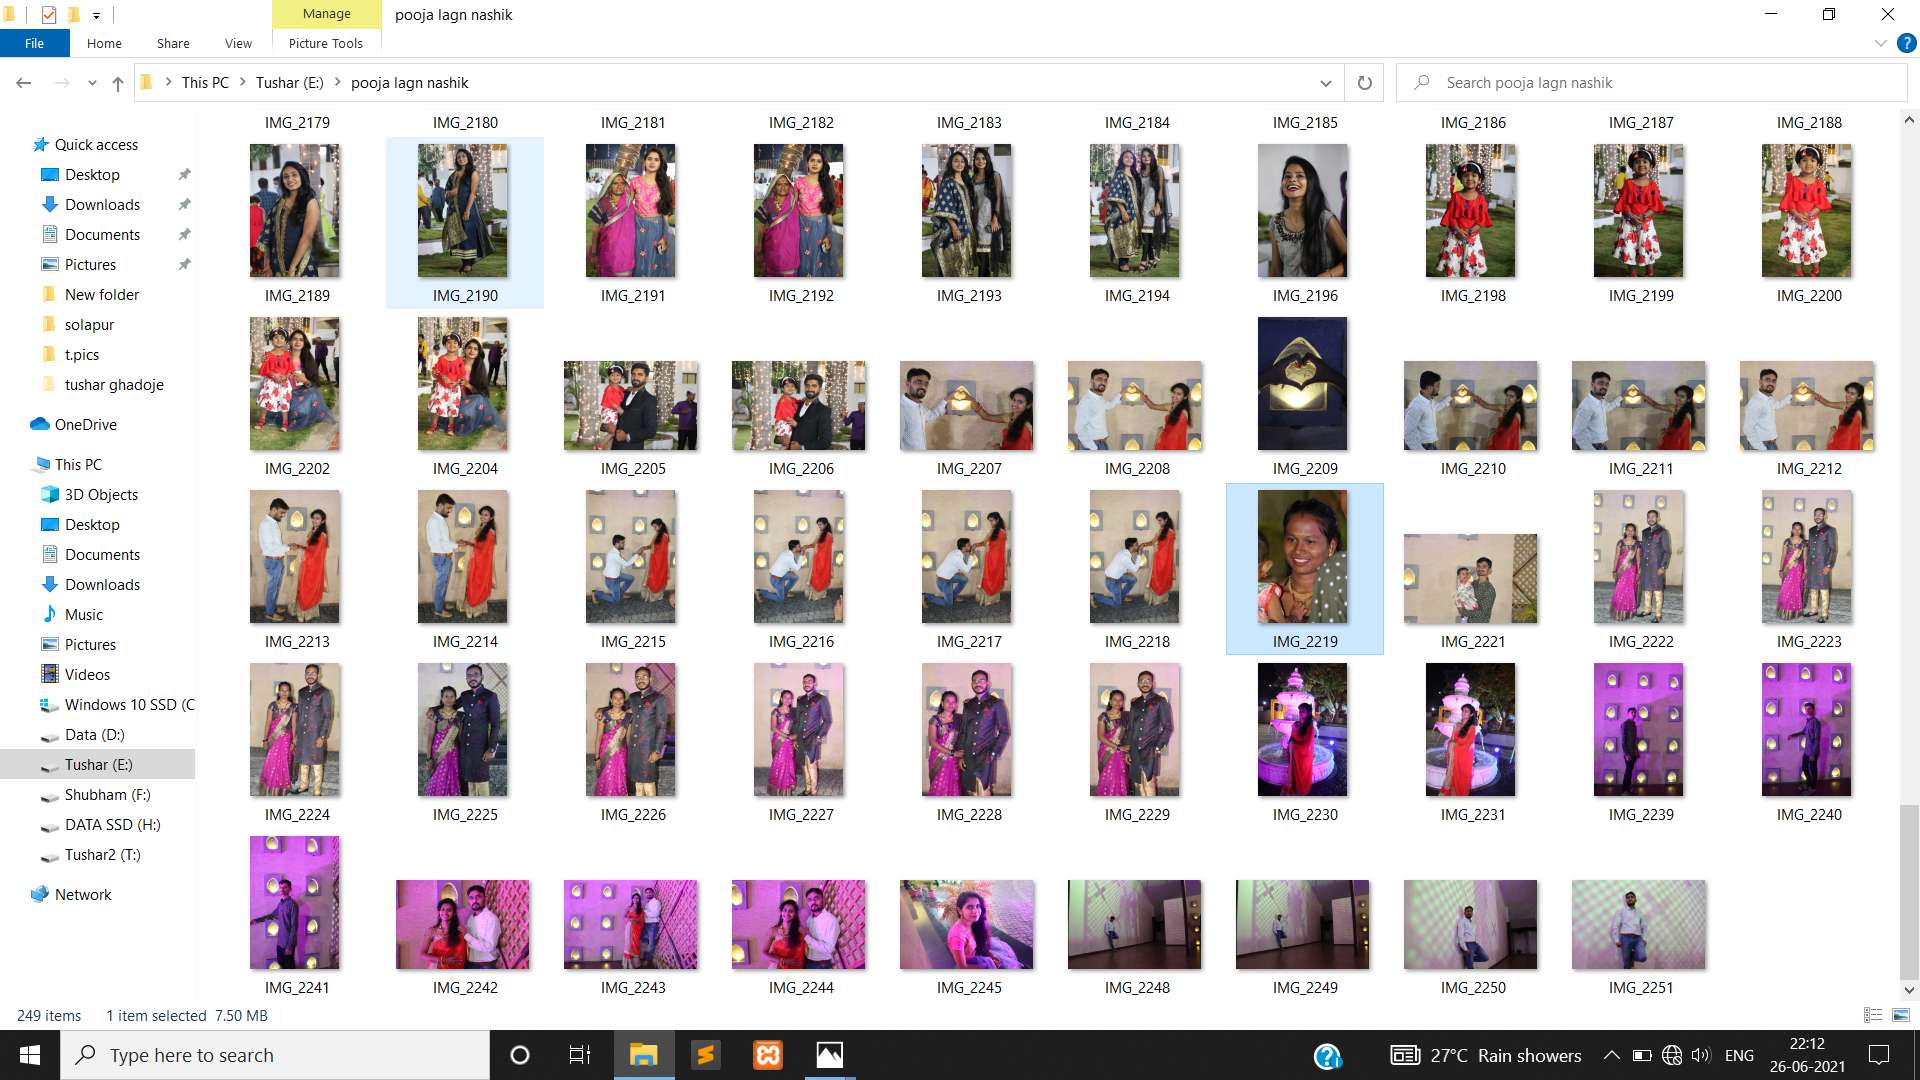 Manage
pooja lagn nashik
File
Home
Share
View
Picture Tools
This PC
Tushar (E:)
pooja lagn nashik
Search pooja lagn nashik
Quick access
Desktop
Downloads
Documents
Pictures
New folder
solapur
t.pics
tushar ghadoje
OneDrive
This PC
3D Objects
Desktop
Documents
Downloads
Music
Pictures
Videos
Windows 10 SSD (C
Data (D:)
Tushar (E:)
Shubham (F:)
DATA SSD (H:)
Tushar2 (T:)
Network
IMG_2179 IMG_2180 IMG_2181 IMG_2182 IMG_2183 IMG_2184 IMG_2185 IMG_2186 IMG_2187 IMG_2188
IMG_2189 IMG_2190 IMG_2191 IMG_2192 IMG_2193 IMG_2194 IMG_2196 IMG_2198 IMG_2199 IMG_2200
IMG_2202 IMG_2204 IMG_2205 IMG_2206 IMG_2207 IMG_2208 IMG_2209 IMG_2210 IMG_2211 IMG_2212
IMG_2213 IMG_2214 IMG_2215 IMG_2216 IMG_2217 IMG_2218 IMG_2219 IMG_2221 IMG_2222 IMG_2223
IMG_2224 IMG_2225 IMG_2226 IMG_2227 IMG_2228 IMG_2229 IMG_2230 IMG_2231 IMG_2239 IMG_2240
IMG_2241 IMG_2242 IMG_2243 IMG_2244 IMG_2245 IMG_2248 IMG_2249 IMG_2250 IMG_2251
249 items 1 item selected 7.50 MB
Type here to search
27°C Rain showers
ENG
22:12
26-06-2021